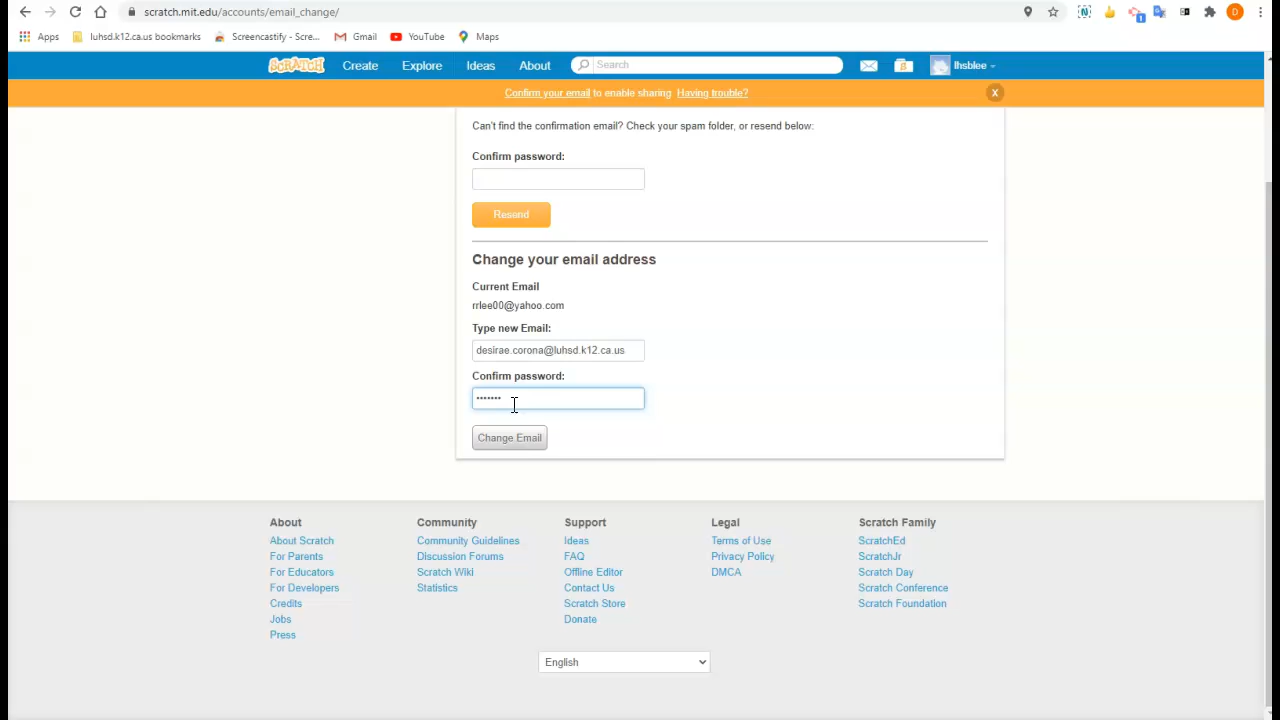 scratch.mit.edu/accounts/email_change/
Apps luhsd.k12.ca.us bookmarks Screencastify - Scre... Gmail YouTube Maps
SCRATCH Create Explore Ideas About Search lhsblee
Confirm your email to enable sharing Having trouble? X
Can't find the confirmation email? Check your spam folder, or resend below:
Confirm password:
Resend
Change your email address
Current Email
rrlee00@yahoo.com
Type new Email:
desirae.corona@luhsd.k12.ca.us
Confirm password:
•••••••
Change Email
About Community Support Legal Scratch Family
About Scratch Community Guidelines Ideas Terms of Use ScratchEd
For Parents Discussion Forums FAQ Privacy Policy ScratchJr
For Educators Scratch Wiki Offline Editor DMCA Scratch Day
For Developers Statistics Contact Us Scratch Conference
Credits Scratch Store Scratch Foundation
Jobs Donate
Press
English